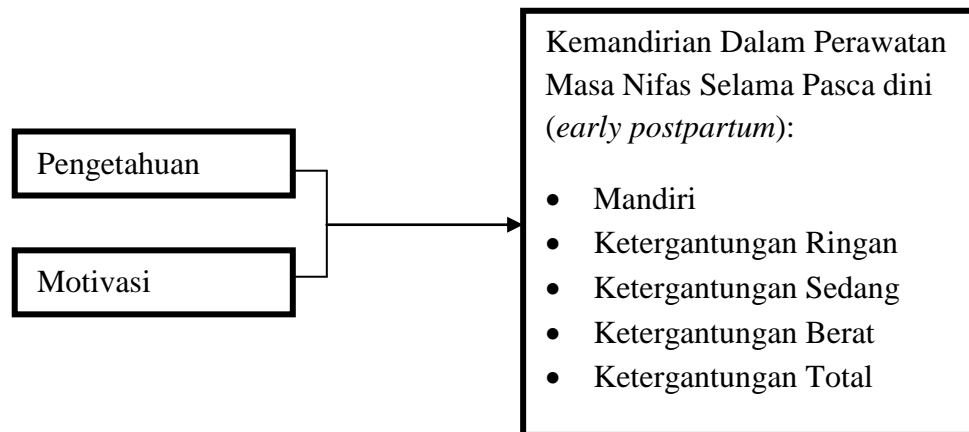 Pengetahuan
Motivasi
Kemandirian Dalam Perawatan
Masa Nifas Selama Pasca dini
(early postpartum):
• Mandiri
• Ketergantungan Ringan
• Ketergantungan Sedang
• Ketergantungan Berat
• Ketergantungan Total